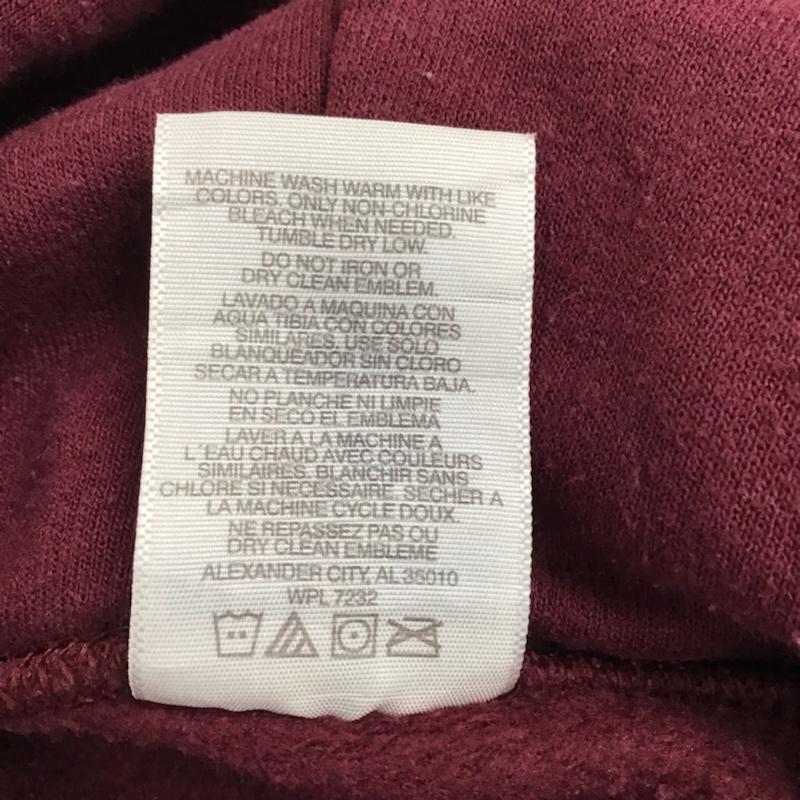 MACHINE WASH WARM WITH LIKE
COLORS. ONLY NON-CHLORINE
BLEACH WHEN NEEDED.
TUMBLE DRY LOW.
DO NOT IRON OR
DRY CLEAN EMBLEM.
LAVADO A MAQUINA CON
AGUA TIBIA CON COLORES
SIMILARES. USE SOLO
BLANQUEADOR SIN CLORO
SECAR A TEMPERATURA BAJA.
NO PLANCHE NI LIMPIE
EN SECO EL EMBLEMA
LAVER A LA MACHINE A
L'EAU CHAUD AVEC COULEURS
SIMILAIRES. BLANCHIR SANS
CHLORE SI NECESSAIRE. SECHER A
LA MACHINE CYCLE DOUX.
NE REPASSEZ PAS OU
DRY CLEAN EMBLEME
ALEXANDER CITY, AL 35010
WPL 7232